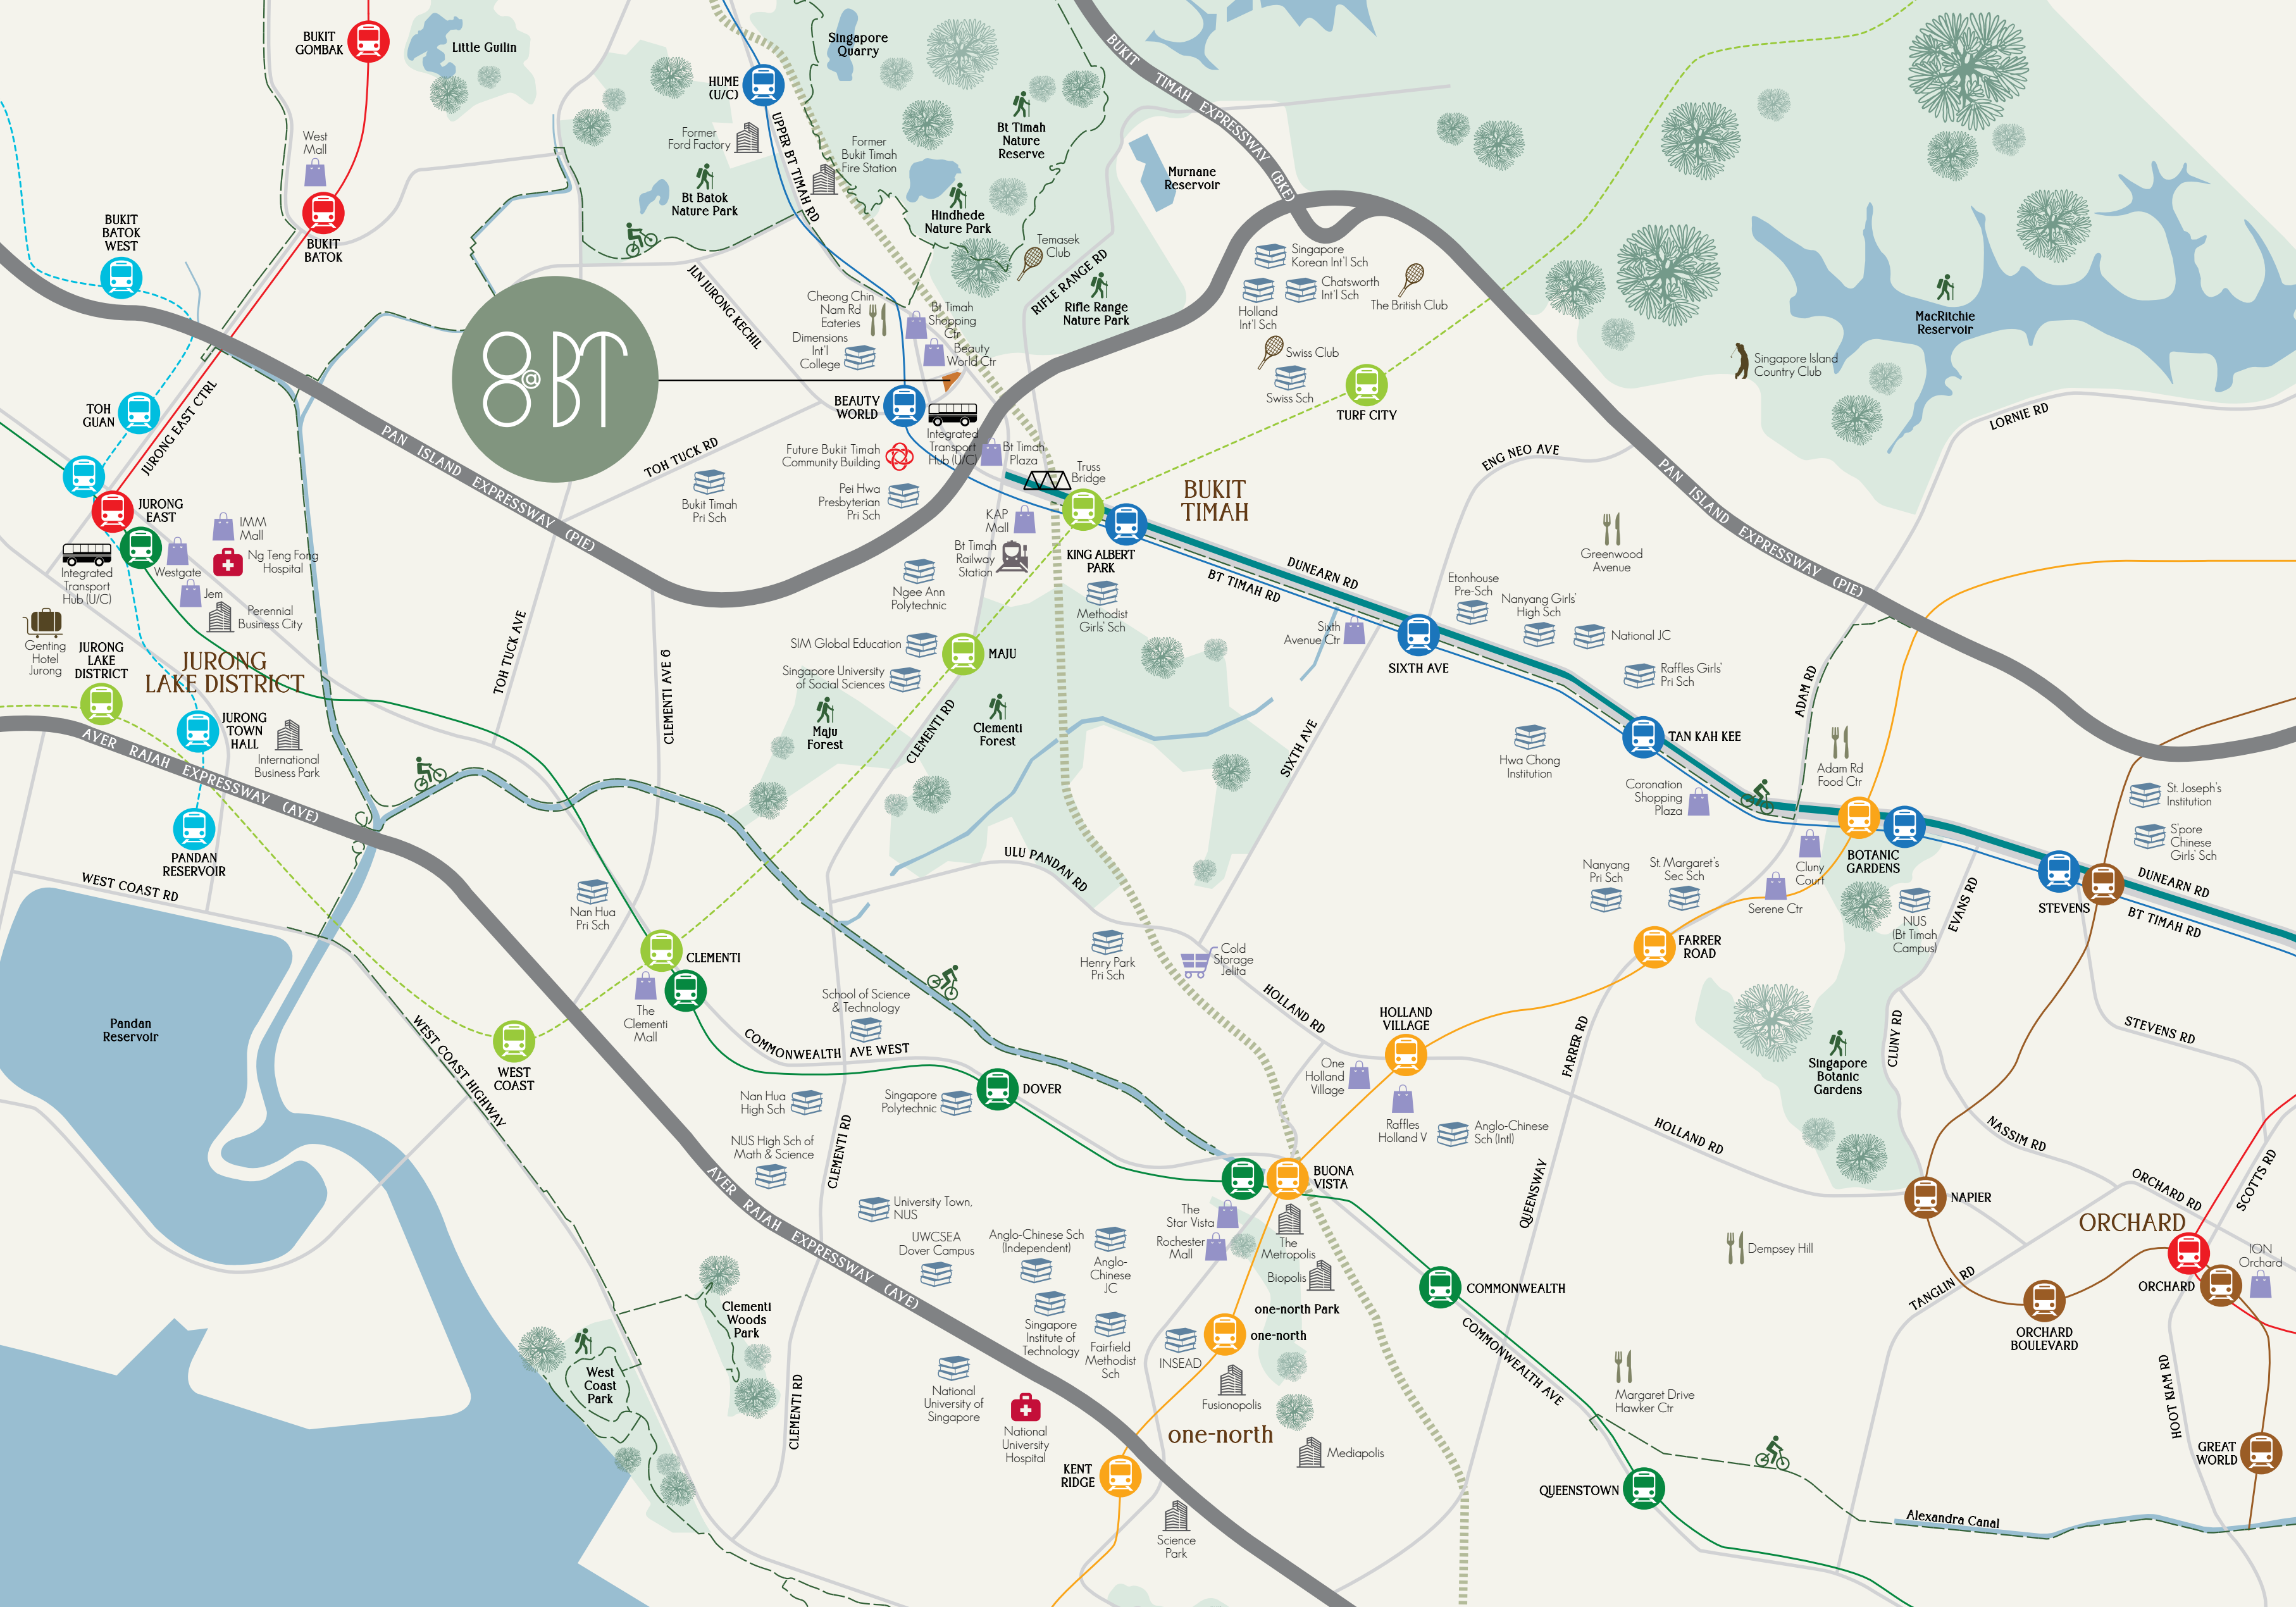 BUKIT
GOMBAK
Little Guilin
HUME
(U/C)
Singapore
Quarry
BUKIT TIMAH EXPRESSWAY (BKE)
West
Mall
Former
Ford Factory
UPPER BT TIMAH RD
Former
Bukit Timah
Fire Station
Bt Timah
Nature
Reserve
Murnane
Reservoir
Bt Batok
Nature Park
Hindhede
Nature Park
BUKIT
BATOK
WEST
BUKIT
BATOK
Temasek
Club
RIFLE RANGE RD
Rifle Range
Nature Park
Singapore
Korean Int'l Sch
Chatsworth
Int'l Sch
Holland
Int'l Sch
The British Club
MacRitchie
Reservoir
JLN JURONG KECHIL
Cheong Chin
Nam Rd
Eateries
Bt Timah
Shopping
Ctr
Dimensions
Int'l
College
Beauty
World Ctr
Swiss Club
Swiss Sch
Singapore Island
Country Club
8@BT
TURF CITY
LORNIE RD
TOH
GUAN
JURONG EAST CTRL
PAN ISLAND EXPRESSWAY (PIE)
BEAUTY
WORLD
Integrated
Transport
Hub (U/C)
Bt Timah
Plaza
TOH TUCK RD
Future Bukit Timah
Community Building
Truss
Bridge
BUKIT
TIMAH
ENG NEO AVE
PAN ISLAND EXPRESSWAY (PIE)
Bukit Timah
Pri Sch
Pei Hwa
Presbyterian
Pri Sch
KAP
Mall
KING ALBERT
PARK
JURONG
EAST
IMM
Mall
Ng Teng Fong
Hospital
Integrated
Transport
Hub (U/C)
Westgate
Jem
Perennial
Business City
Bt Timah
Railway
Station
Ngee Ann
Polytechnic
Methodist
Girls' Sch
DUNEARN RD
BT TIMAH RD
Greenwood
Avenue
Etonhouse
Pre-Sch
Nanyang Girls'
High Sch
National JC
Sixth
Avenue Ctr
SIXTH AVE
Raffles Girls'
Pri Sch
Genting
Hotel
Jurong
JURONG
LAKE
DISTRICT
JURONG
LAKE DISTRICT
TOH TUCK AVE
CLEMENTI AVE 6
SIM Global Education
MAJU
Singapore University
of Social Sciences
Maju
Forest
CLEMENTI RD
Clementi
Forest
SIXTH AVE
ADAM RD
TAN KAH KEE
Hwa Chong
Institution
Coronation
Shopping
Plaza
Adam Rd
Food Ctr
JURONG
TOWN
HALL
International
Business Park
AYER RAJAH EXPRESSWAY (AYE)
PANDAN
RESERVOIR
St. Joseph's
Institution
S'pore
Chinese
Girls' Sch
BOTANIC
GARDENS
Cluny
Court
Nanyang
Pri Sch
St. Margaret's
Sec Sch
Serene Ctr
NUS
(Bt Timah
Campus)
EVANS RD
STEVENS
DUNEARN RD
BT TIMAH RD
WEST COAST RD
ULU PANDAN RD
Nan Hua
Pri Sch
CLEMENTI
The
Clementi
Mall
Henry Park
Pri Sch
Cold
Storage
Jelita
FARRER
ROAD
School of Science
& Technology
HOLLAND RD
HOLLAND
VILLAGE
FARRER RD
CLUNY RD
STEVENS RD
Pandan
Reservoir
WEST COAST HIGHWAY
WEST
COAST
COMMONWEALTH AVE WEST
DOVER
One
Holland
Village
Raffles
Holland V
Anglo-Chinese
Sch (Intl)
Singapore
Botanic
Gardens
Nan Hua
High Sch
Singapore
Polytechnic
NUS High Sch of
Math & Science
CLEMENTI RD
HOLLAND RD
NASSIM RD
ORCHARD RD
SCOTTS RD
BUONA
VISTA
QUEENSWAY
NAPIER
University Town,
NUS
AYER RAJAH EXPRESSWAY (AYE)
The
Star Vista
The
Metropolis
Rochester
Mall
UWCSEA
Dover Campus
Anglo-Chinese Sch
(Independent)
Anglo-
Chinese
JC
Biopolis
Dempsey Hill
ORCHARD
ION
Orchard
ORCHARD
COMMONWEALTH
TANGLIN RD
ORCHARD
BOULEVARD
one-north Park
one-north
Clementi
Woods
Park
Singapore
Institute of
Technology
Fairfield
Methodist
Sch
INSEAD
COMMONWEALTH AVE
West
Coast
Park
CLEMENTI RD
National
University of
Singapore
National
University
Hospital
Fusionopolis
one-north
Mediapolis
Margaret Drive
Hawker Ctr
HOOT KIAM RD
GREAT
WORLD
KENT
RIDGE
Science
Park
QUEENSTOWN
Alexandra Canal